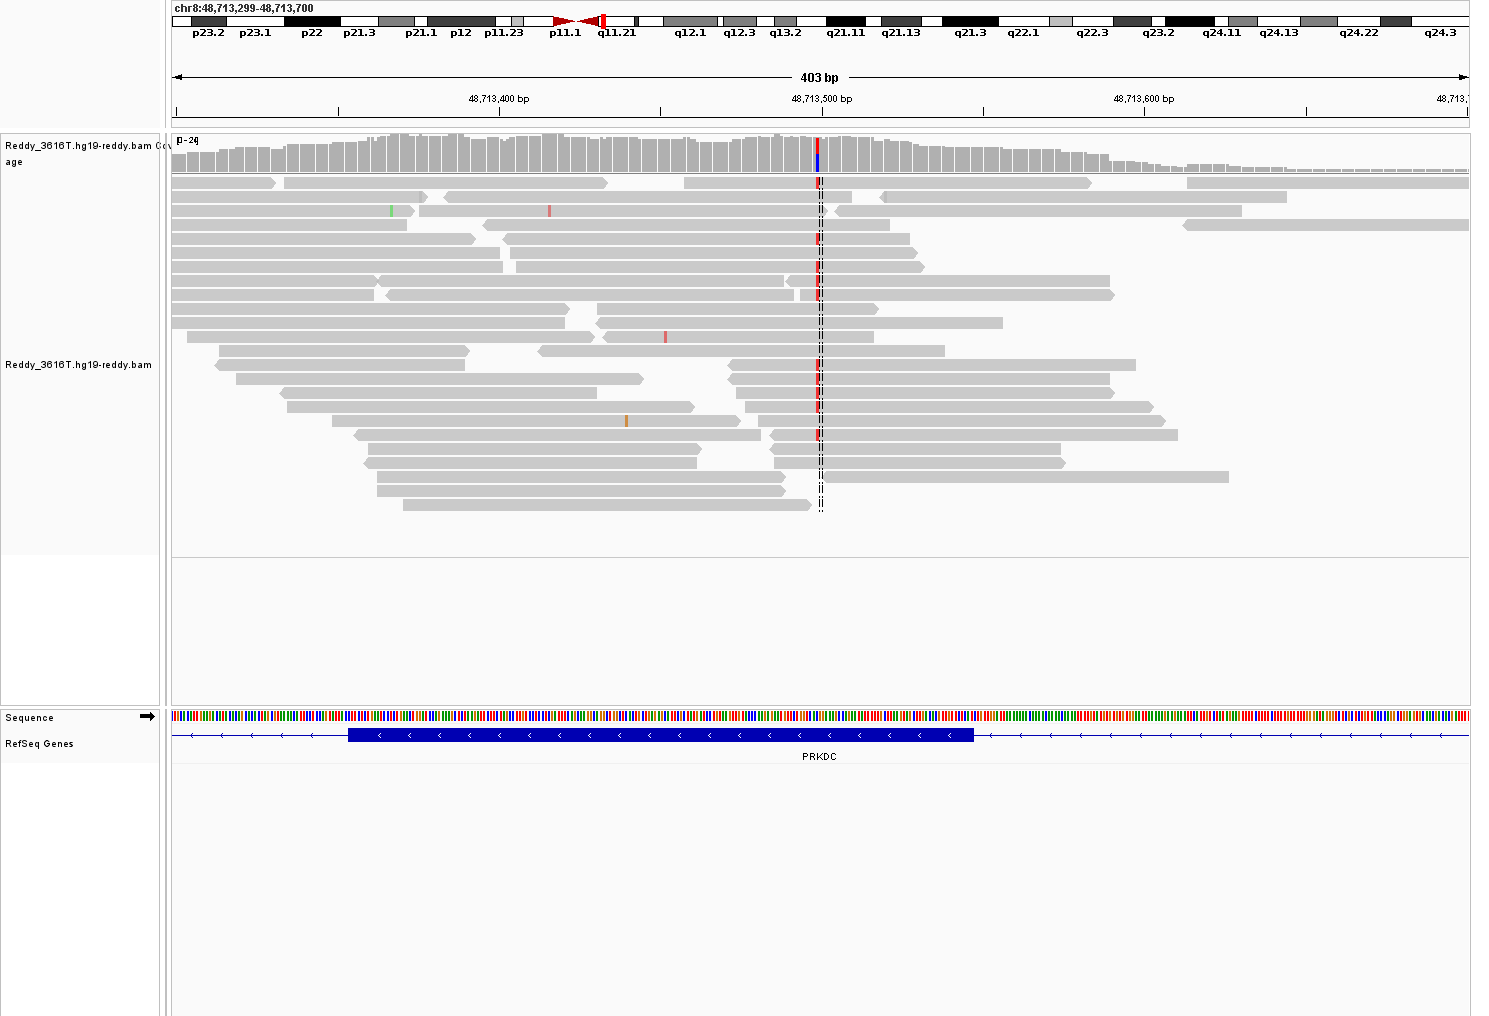 chr8:48,713,299-48,713,700
p23.2 p23.1 p22 p21.3 p21.1 p12 p11.23 p11.1 q11.21 q12.1 q12.3 q13.2 q21.11 q21.13 q21.3 q22.1 q22.3 q23.2 q24.11 q24.13 q24.22 q24.3
403 bp
48,713,400 bp 48,713,500 bp 48,713,600 bp 48,713,
[0-24]
Reddy_3616T.hg19-reddy.bam Cov
age
Reddy_3616T.hg19-reddy.bam
Sequence
RefSeq Genes
PRKDC